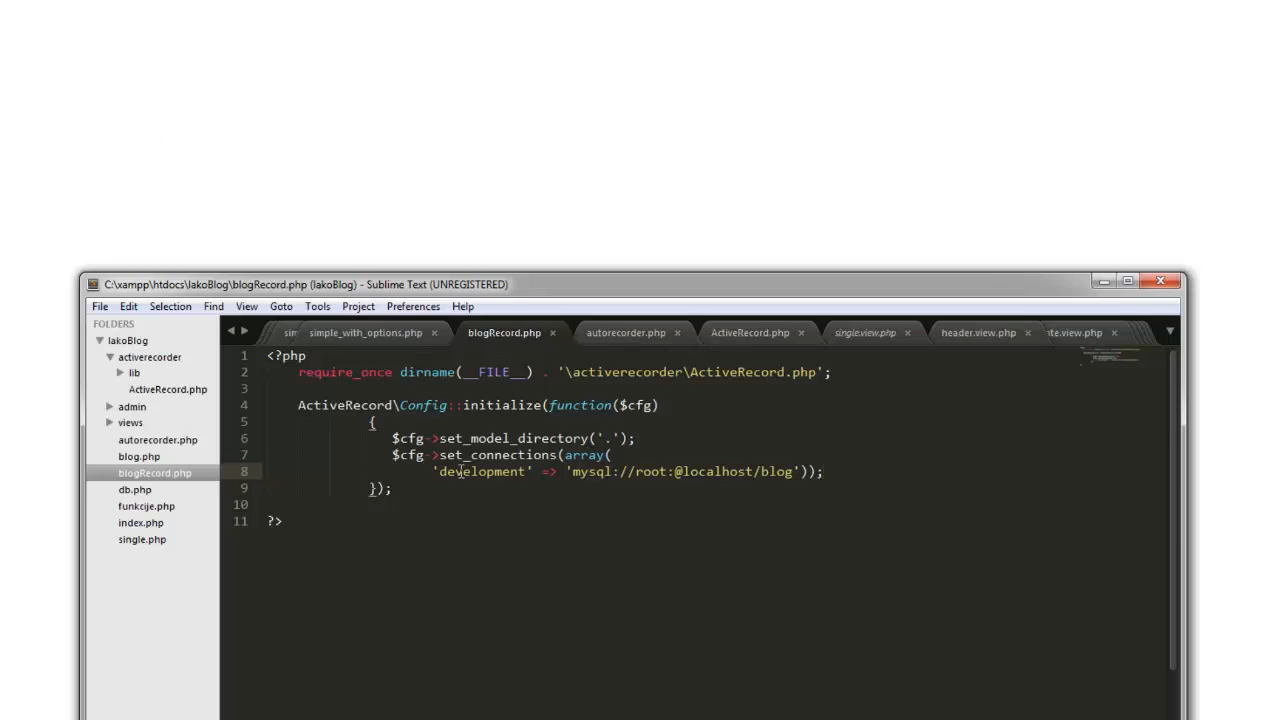 C:\xampp\htdocs\lakoBlog\blogRecord.php (lakoBlog) - Sublime Text (UNREGISTERED)
File Edit Selection Find View Goto Tools Project Preferences Help
FOLDERS
lakoBlog
activerecorder
lib
ActiveRecord.php
admin
views
autorecorder.php
blog.php
blogRecord.php
db.php
funkcije.php
index.php
single.php
simple_with_options.php × blogRecord.php × autorecorder.php × ActiveRecord.php × single.view.php × header.view.php × te.view.php ×
1 <?php
2 require_once dirname(__FILE__) . '\activerecorder\ActiveRecord.php';
3
4 ActiveRecord\Config::initialize(function($cfg)
5 {
6 $cfg->set_model_directory('.');
7 $cfg->set_connections(array(
8 'development' => 'mysql://root:@localhost/blog'));
9 });
10
11 ?>